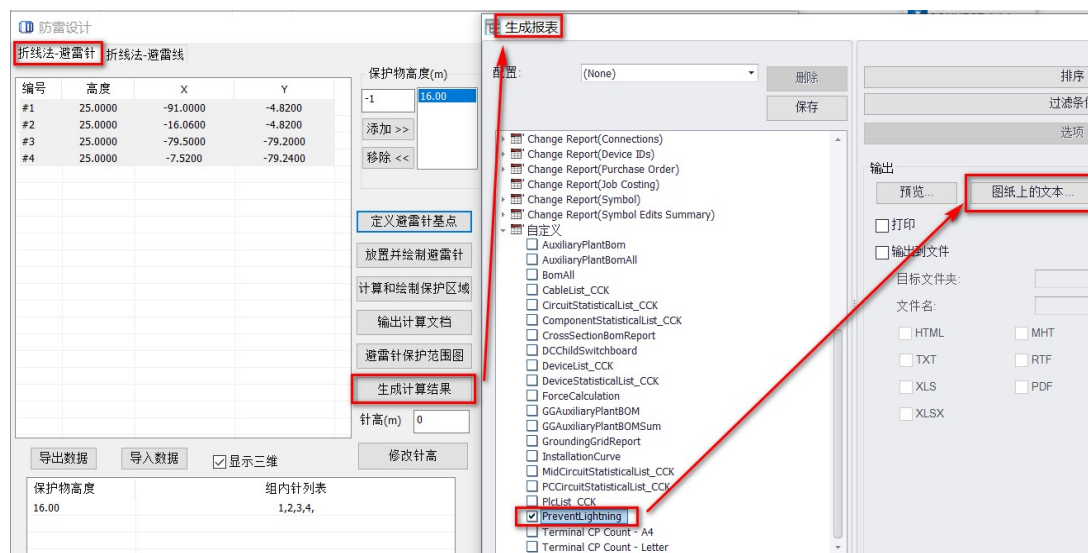 防雷设计
折线法-避雷针 折线法-避雷线
编号 高度 X Y
#1 25.0000 -91.0000 -4.8200
#2 25.0000 -16.0600 -4.8200
#3 25.0000 -79.5000 -79.2000
#4 25.0000 -7.5200 -79.2400
保护物高度(m)
-1 16.00
添加 >>
移除 <<
定义避雷针基点
放置并绘制避雷针
计算和绘制保护区域
输出计算文档
避雷针保护范围图
生成计算结果
针高(m) 0
修改针高
导出数据 导入数据 显示三维
保护物高度 组内针列表
16.00 1,2,3,4,
生成报表
配置: (None) 删除
保存
Change Report(Connections)
Change Report(Device IDs)
Change Report(Purchase Order)
Change Report(Job Costing)
Change Report(Symbol)
Change Report(Symbol Edits Summary)
自定义
AuxiliaryPlantBom
AuxiliaryPlantBomAll
BomAll
CableList_CCK
CircuitStatisticalList_CCK
ComponentStatisticalList_CCK
CrossSectionBomReport
DCChildSwitchboard
DeviceList_CCK
DeviceStatisticalList_CCK
ForceCalculation
GGAuxiliaryPlantBOM
GGAuxiliaryPlantBOMSum
GroundingGridReport
InstallationCurve
MidCircuitStatisticalList_CCK
PCCircuitStatisticalList_CCK
PlcList_CCK
PreventLightning
Terminal CP Count - A4
Terminal CP Count - Letter
排序
过滤条件
选项
输出
预览... 图纸上的文本...
打印
输出到文件
目标文件夹:
文件名:
HTML MHT
TXT RTF
XLS PDF
XLSX